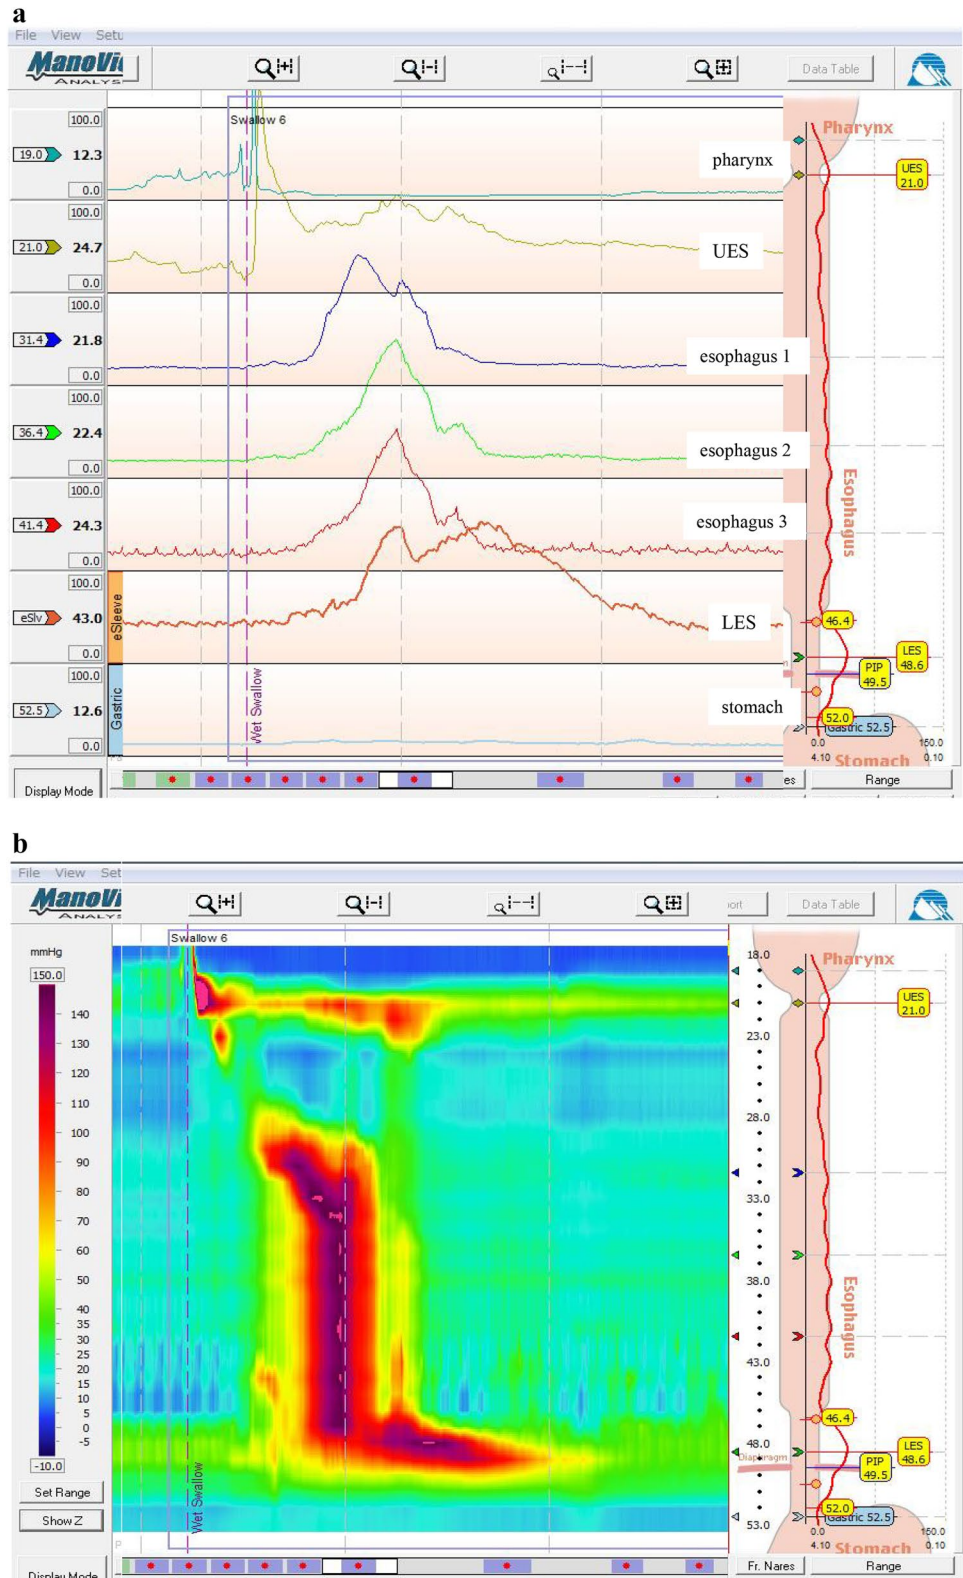 a
File View Setu
ManoVi
ANALYS
Data Table
Swallow 6
100.0
19.0 12.3
0.0
pharynx
Pharynx
UES
21.0
100.0
21.0 24.7
0.0
UES
100.0
31.4 21.8
0.0
esophagus 1
100.0
36.4 22.4
0.0
esophagus 2
100.0
41.4 24.3
0.0
esophagus 3
Esophagus
100.0
eSlv 43.0
0.0
eSleeve
LES
46.4
LES
48.6
PIP
49.5
100.0
52.5 12.6
0.0
Gastric
Wet Swallow
stomach
52.0
Gastric 52.5
0.0 150.0
4.10 0.10
Stomach
Display Mode
es
Range
b
File View Set
ManoVi
ANALYS
ort
Data Table
Swallow 6
mmHg
150.0
140
130
120
110
100
90
80
70
60
50
40
35
30
25
20
15
10
5
0
-5
-10.0
Set Range
Show Z
Display Mode
Wet Swallow
18.0
23.0
28.0
33.0
38.0
43.0
48.0
53.0
Pharynx
UES
21.0
Esophagus
46.4
LES
48.6
Diaphragm
PIP
49.5
52.0
Gastric 52.5
0.0 150.0
4.10 0.10
Stomach
Fr. Nares
Range